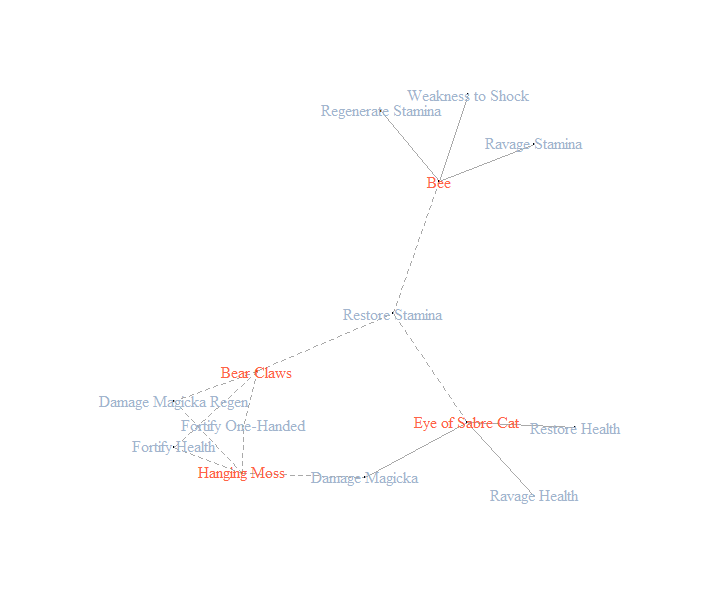 Weakness to Shock
Regenerate Stamina
Ravage Stamina
Bee
Restore Stamina
Bear Claws
Damage Magicka Regen
Fortify One-Handed
Eye of Sabre Cat
Restore Health
Fortify Health
Hanging Moss
Damage Magicka
Ravage Health